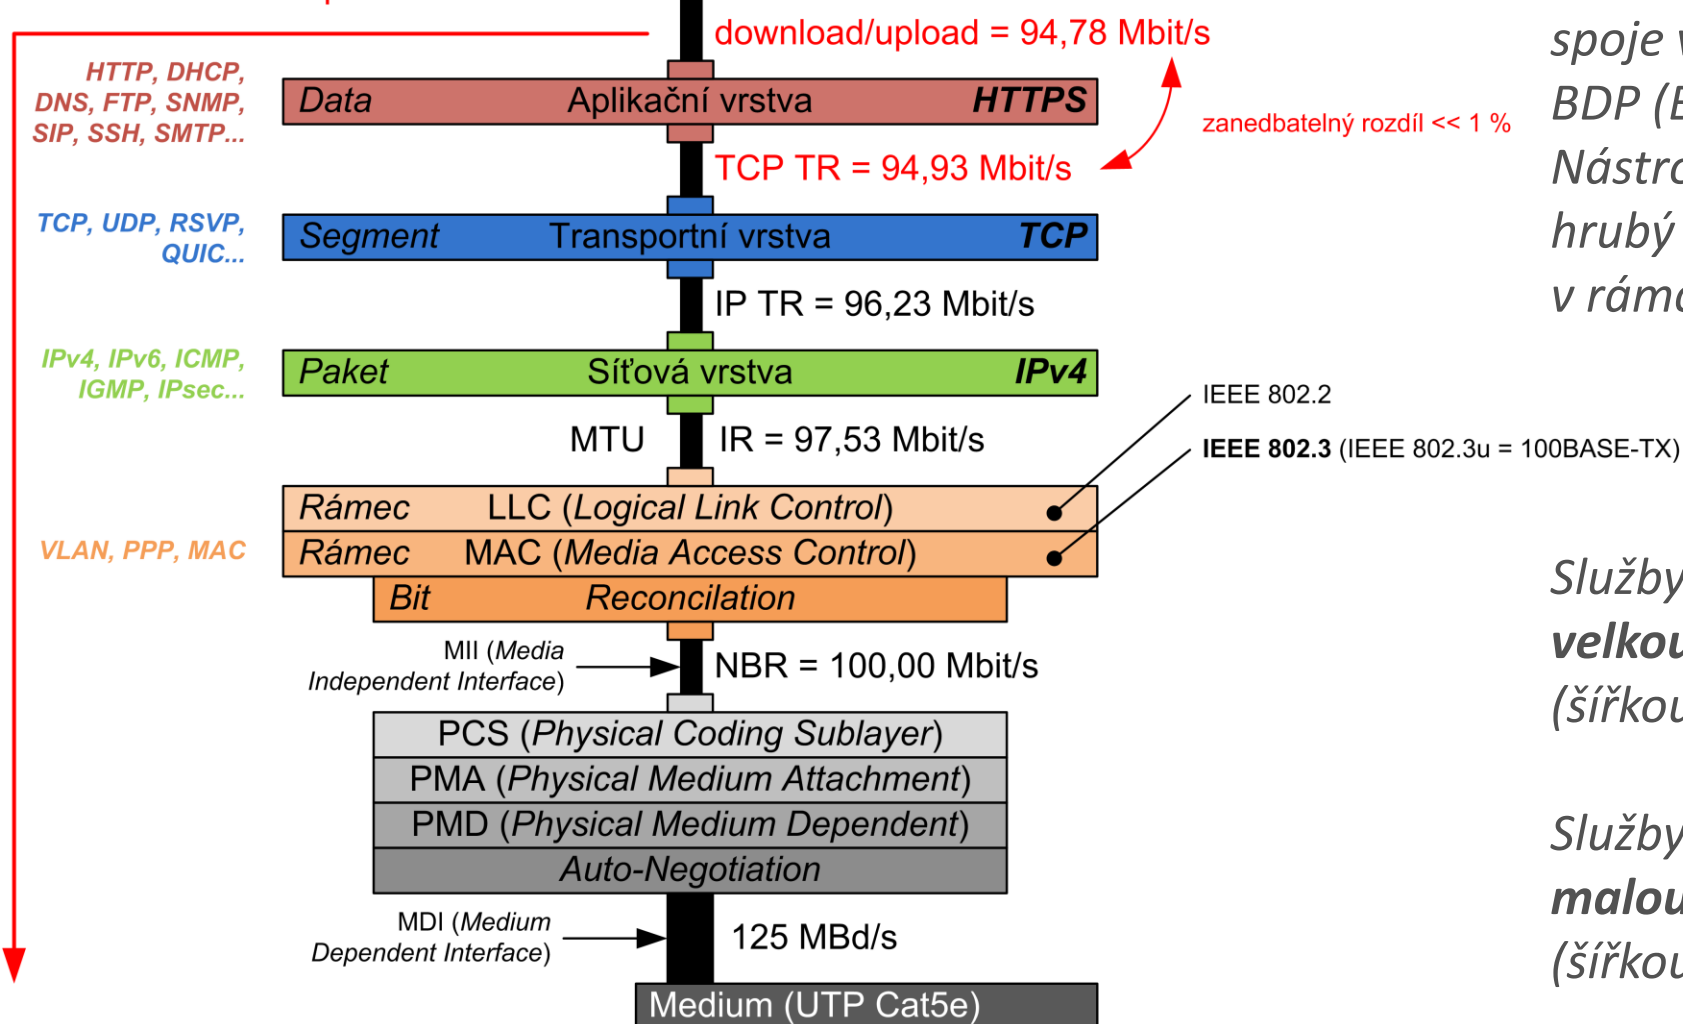 download/upload = 94,78 Mbit/s
HTTP, DHCP,
DNS, FTP, SNMP,
SIP, SSH, SMTP...
Data Aplikační vrstva HTTPS
zanedbatelný rozdíl << 1 %
TCP TR = 94,93 Mbit/s
TCP, UDP, RSVP,
QUIC...
Segment Transportní vrstva TCP
IP TR = 96,23 Mbit/s
IPv4, IPv6, ICMP,
IGMP, IPsec...
Paket Síťová vrstva IPv4
MTU IR = 97,53 Mbit/s
IEEE 802.2
IEEE 802.3 (IEEE 802.3u = 100BASE-TX)
Rámec LLC (Logical Link Control)
VLAN, PPP, MAC
Rámec MAC (Media Access Control)
Bit Reconcilation
MII (Media
Independent Interface)
NBR = 100,00 Mbit/s
PCS (Physical Coding Sublayer)
PMA (Physical Medium Attachment)
PMD (Physical Medium Dependent)
Auto-Negotiation
MDI (Medium
Dependent Interface)
125 MBd/s
Medium (UTP Cat5e)
spoje
BDP (
hrubý
v
Služby
velkou
(šířkou
Služby
malou
(šířkou